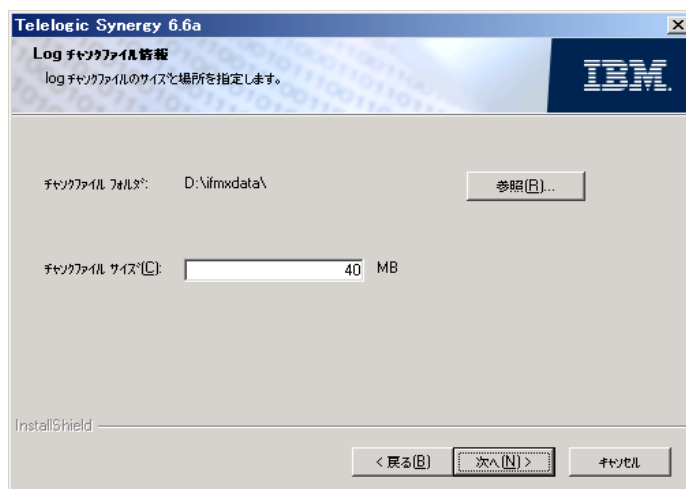 Telelogic Synergy 6.6a
Log ﾁｬﾝｸﾌｧｲﾙ情報
log ﾁｬﾝｸﾌｧｲﾙのｻｲｽﾞと場所を指定します。
IBM.
ﾁｬﾝｸﾌｧｲﾙ ﾌｫﾙﾀﾞ: D:\ifmxdata\ 参照(R)...
ﾁｬﾝｸﾌｧｲﾙ ｻｲｽﾞ(C): 40 MB
InstallShield
< 戻る(B) 次へ(N) > ｷｬﾝｾﾙ